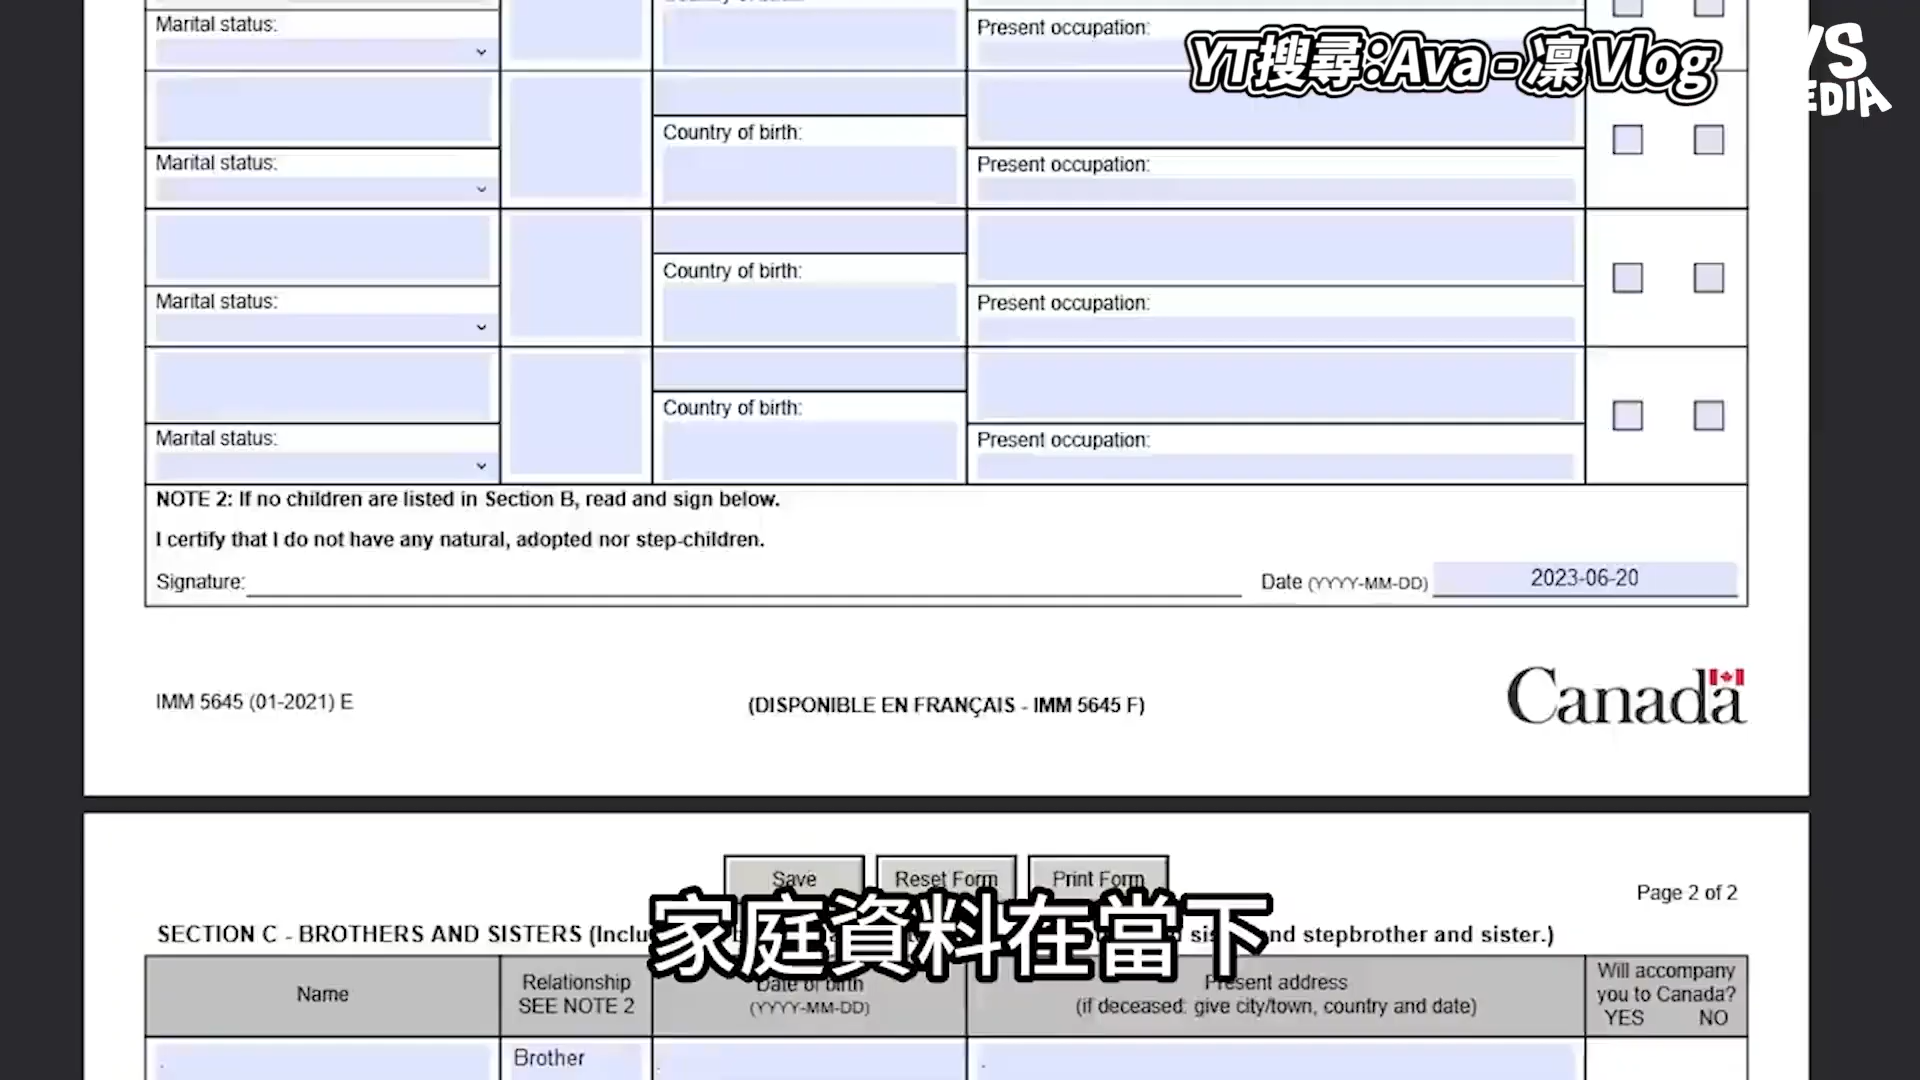 Marital status:
Present occupation:
YT搜尋:Ava - 凜 Vlog
YS
EDIA
Country of birth:
Marital status:
Present occupation:
Country of birth:
Marital status:
Present occupation:
Country of birth:
Marital status:
Present occupation:
NOTE 2: If no children are listed in Section B, read and sign below.
I certify that I do not have any natural, adopted nor step-children.
Signature:
Date (YYYY-MM-DD)
2023-06-20
IMM 5645 (01-2021) E
(DISPONIBLE EN FRANÇAIS - IMM 5645 F)
Canada
Save
Reset Form
Print Form
Page 2 of 2
家庭資料在當下
SECTION C - BROTHERS AND SISTERS
and stepbrother and sister.)
Name
Relationship
SEE NOTE 2
Date of birth
(YYYY-MM-DD)
Present address
(if deceased: give city/town, country and date)
Will accompany
you to Canada?
YES NO
Brother